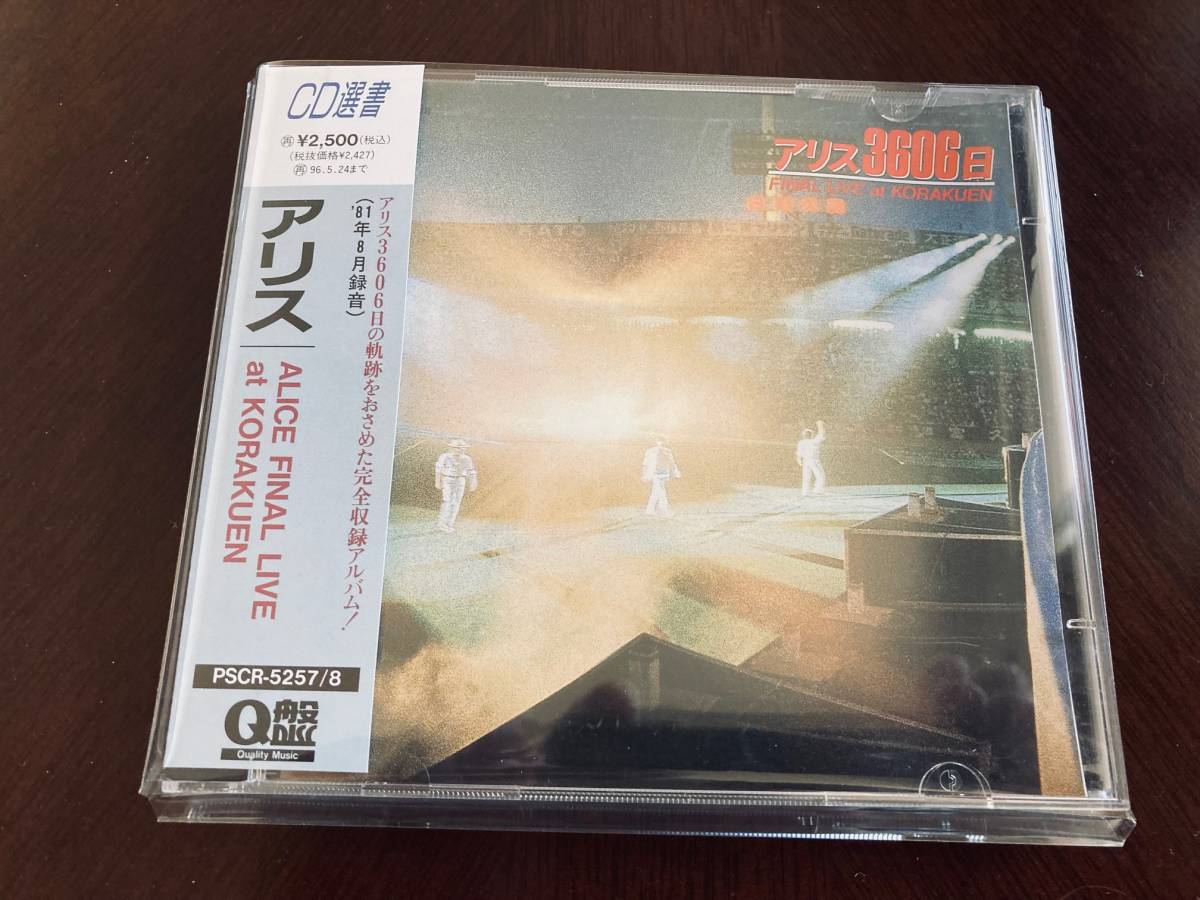 CD選書
再 ¥2,500(税込)
(税抜価格¥2,427)
再 96.5.24まで
アリス
ALICE FINAL LIVE
at KORAKUEN
アリス3606日の軌跡をおさめた完全収録アルバム!
('81年8月録音)
PSCR-5257/8
Q盤
DISC
Quality Music
アリス3606日
FINAL LIVE at KORAKUEN